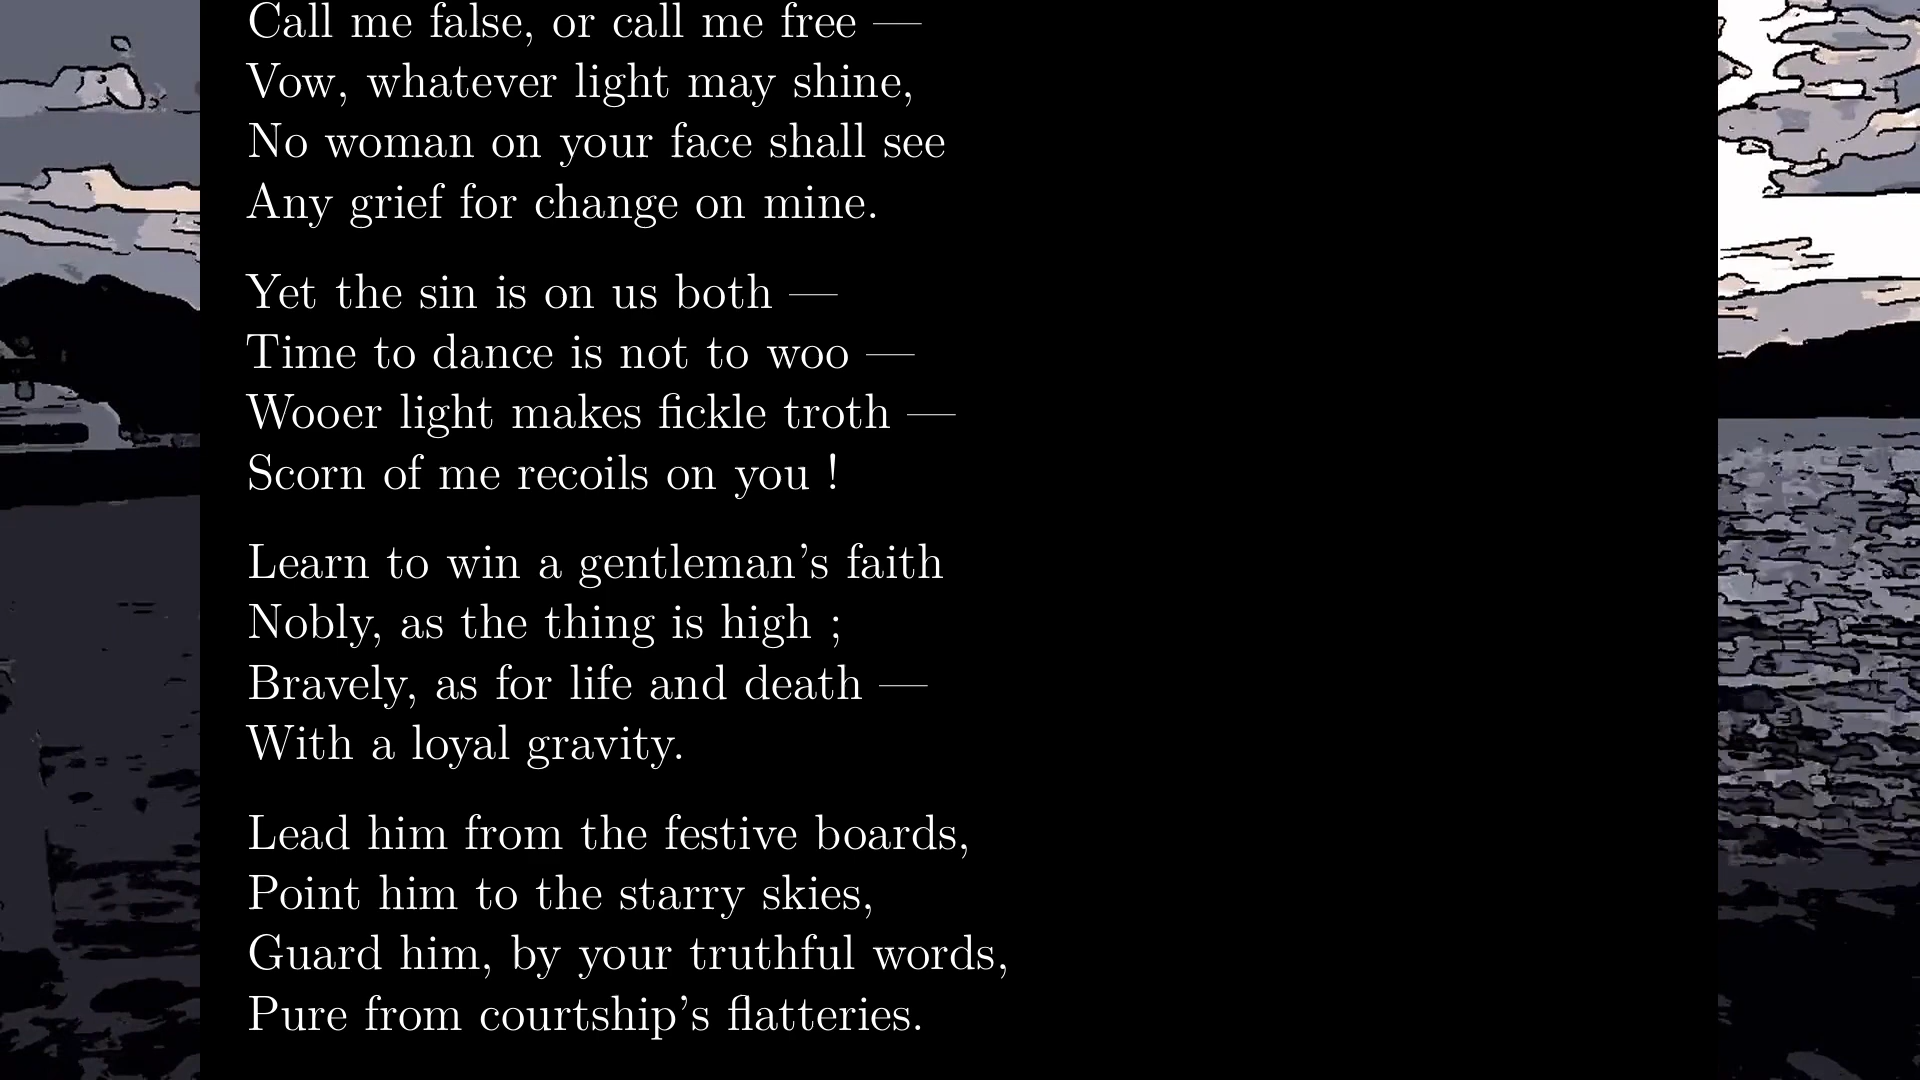 Call me false, or call me free —
Vow, whatever light may shine,
No woman on your face shall see
Any grief for change on mine.
Yet the sin is on us both —
Time to dance is not to woo —
Wooer light makes fickle troth —
Scorn of me recoils on you !
Learn to win a gentleman's faith
Nobly, as the thing is high ;
Bravely, as for life and death —
With a loyal gravity.
Lead him from the festive boards,
Point him to the starry skies,
Guard him, by your truthful words,
Pure from courtship's flatteries.